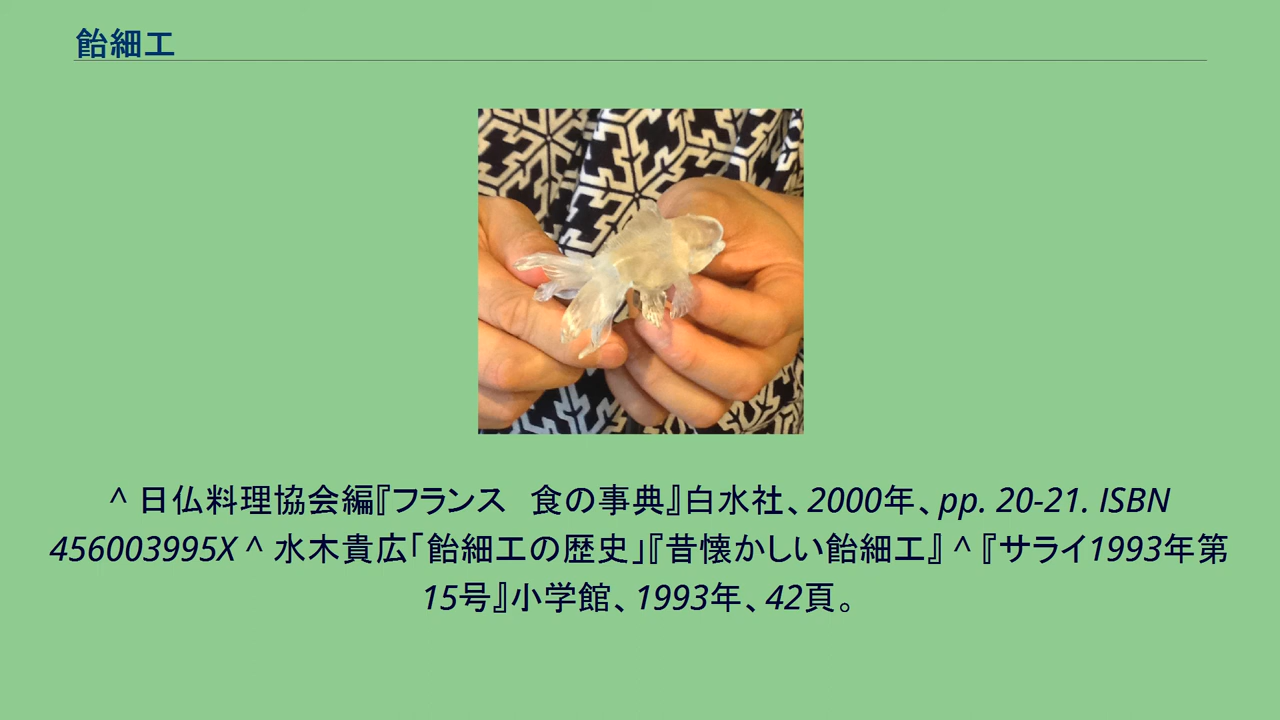 飴細工
^ 日仏料理協会編『フランス　食の事典』白水社、2000年、pp. 20-21. ISBN
456003995X ^ 水木貴広「飴細工の歴史」『昔懐かしい飴細工』 ^ 『サライ1993年第
15号』小学館、1993年、42頁。